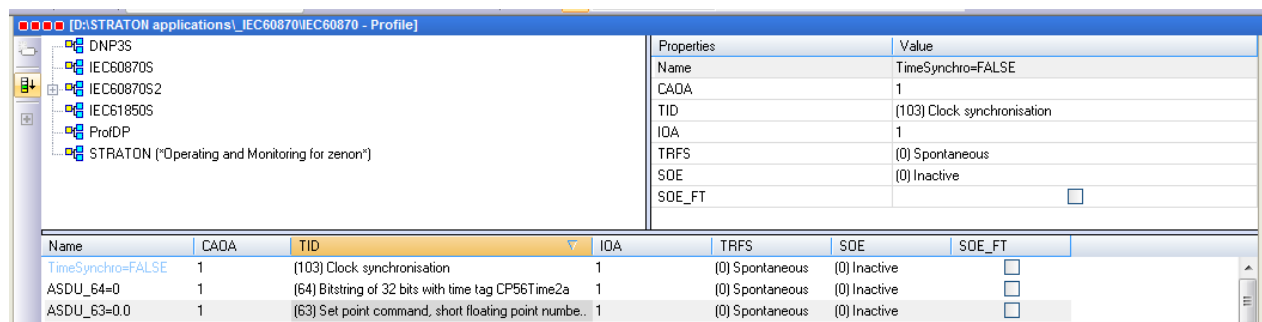 [D:\STRATON applications\_IEC60870\IEC60870 - Profile]
DNP3S
IEC60870S
IEC60870S2
IEC61850S
ProfDP
STRATON (*Operating and Monitoring for zenon*)
Properties Value
Name TimeSynchro=FALSE
CAOA 1
TID (103) Clock synchronisation
IOA 1
TRFS (0) Spontaneous
SOE (0) Inactive
SOE_FT
Name CAOA TID IOA TRFS SOE SOE_FT
TimeSynchro=FALSE 1 (103) Clock synchronisation 1 (0) Spontaneous (0) Inactive
ASDU_64=0 1 (64) Bitstring of 32 bits with time tag CP56Time2a 1 (0) Spontaneous (0) Inactive
ASDU_63=0.0 1 (63) Set point command, short floating point numbe.. 1 (0) Spontaneous (0) Inactive